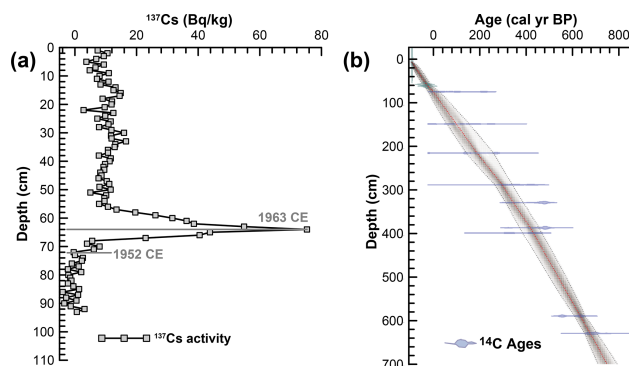 ¹³⁷Cs (Bq/kg)
0 20 40 60 80
(a)
0
10
20
30
40
50
60
70
80
90
100
110
Depth (cm)
1963 CE
1952 CE
¹³⁷Cs activity
Age (cal yr BP)
0 200 400 600 800
(b)
0
100
200
300
400
500
600
700
Depth (cm)
¹⁴C Ages